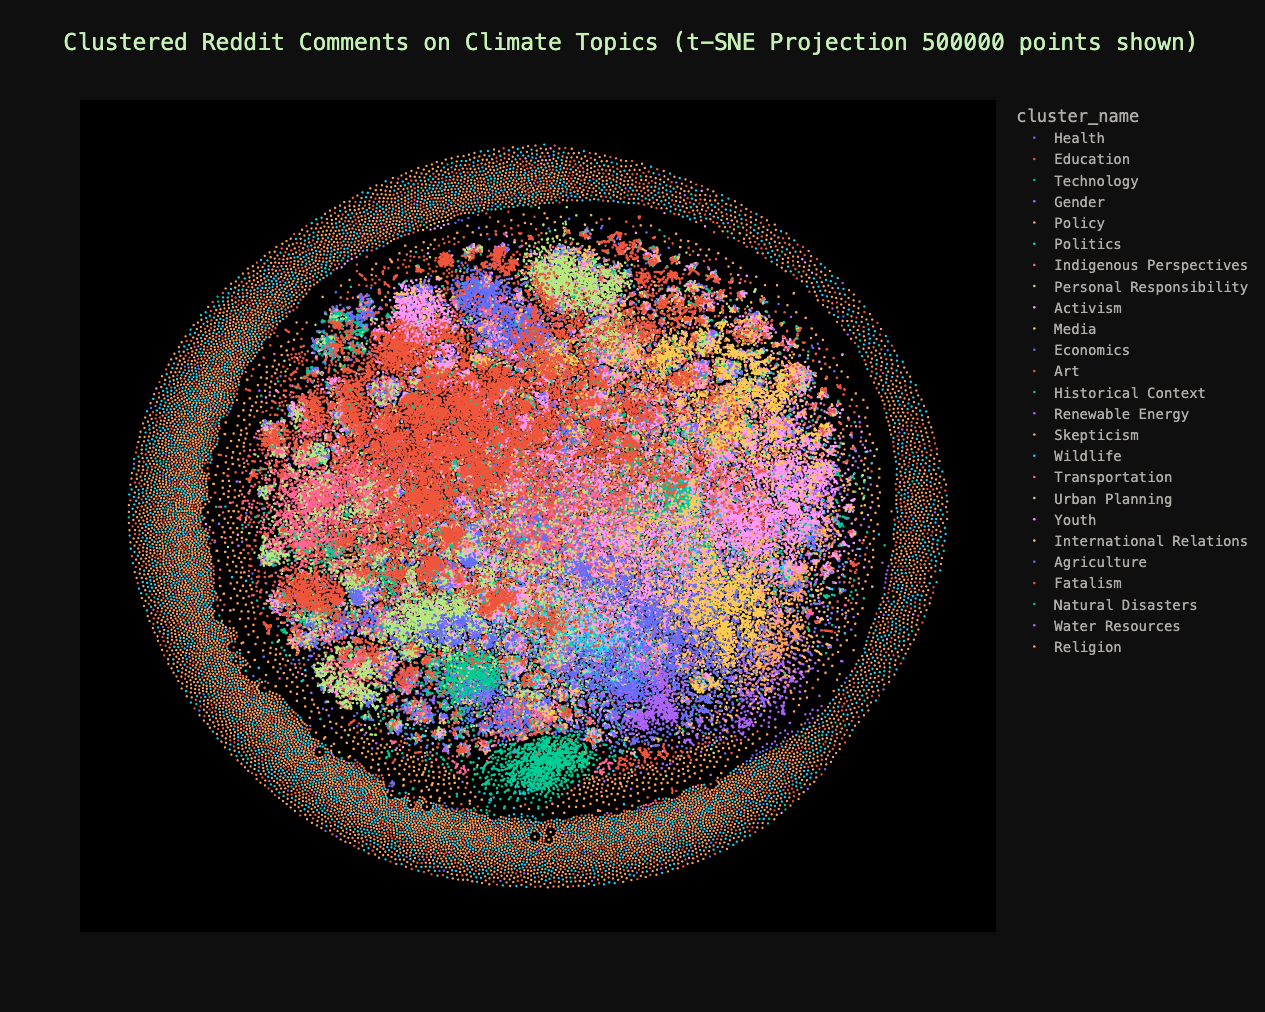 Clustered Reddit Comments on Climate Topics (t-SNE Projection 500000 points shown)
cluster_name
Health
Education
Technology
Gender
Policy
Politics
Indigenous Perspectives
Personal Responsibility
Activism
Media
Economics
Art
Historical Context
Renewable Energy
Skepticism
Wildlife
Transportation
Urban Planning
Youth
International Relations
Agriculture
Fatalism
Natural Disasters
Water Resources
Religion